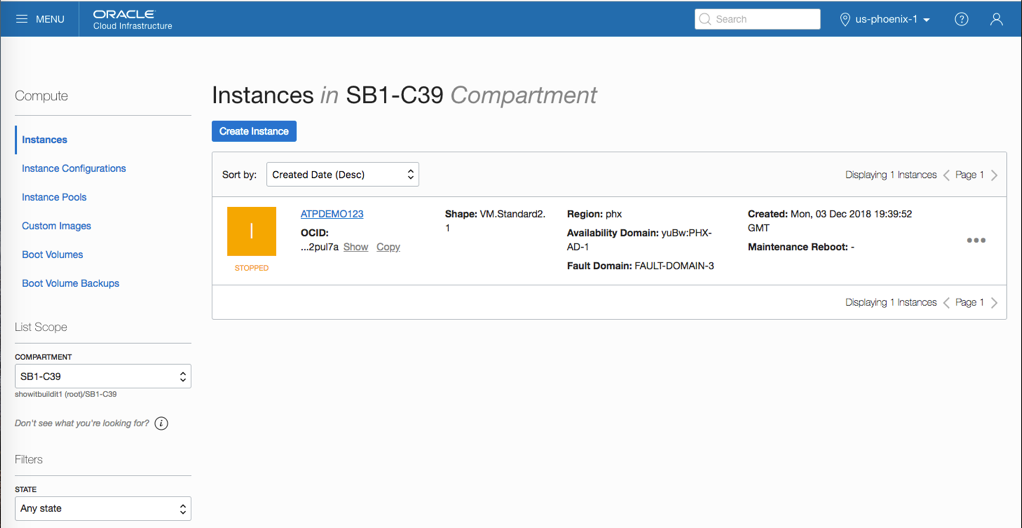 MENU
ORACLE
Cloud Infrastructure
Search
us-phoenix-1
?
Compute
Instances
Instance Configurations
Instance Pools
Custom Images
Boot Volumes
Boot Volume Backups
List Scope
COMPARTMENT
SB1-C39
showitbuildit1 (root)/SB1-C39
Don't see what you're looking for? i
Filters
STATE
Any state
Instances in SB1-C39 Compartment
Create Instance
Sort by: Created Date (Desc)
Displaying 1 Instances < Page 1 >
I
STOPPED
ATPDEMO123
OCID:
...2pul7a Show Copy
Shape: VM.Standard2.
1
Region: phx
Availability Domain: yuBw:PHX-
AD-1
Fault Domain: FAULT-DOMAIN-3
Created: Mon, 03 Dec 2018 19:39:52
GMT
Maintenance Reboot: -
Displaying 1 Instances < Page 1 >